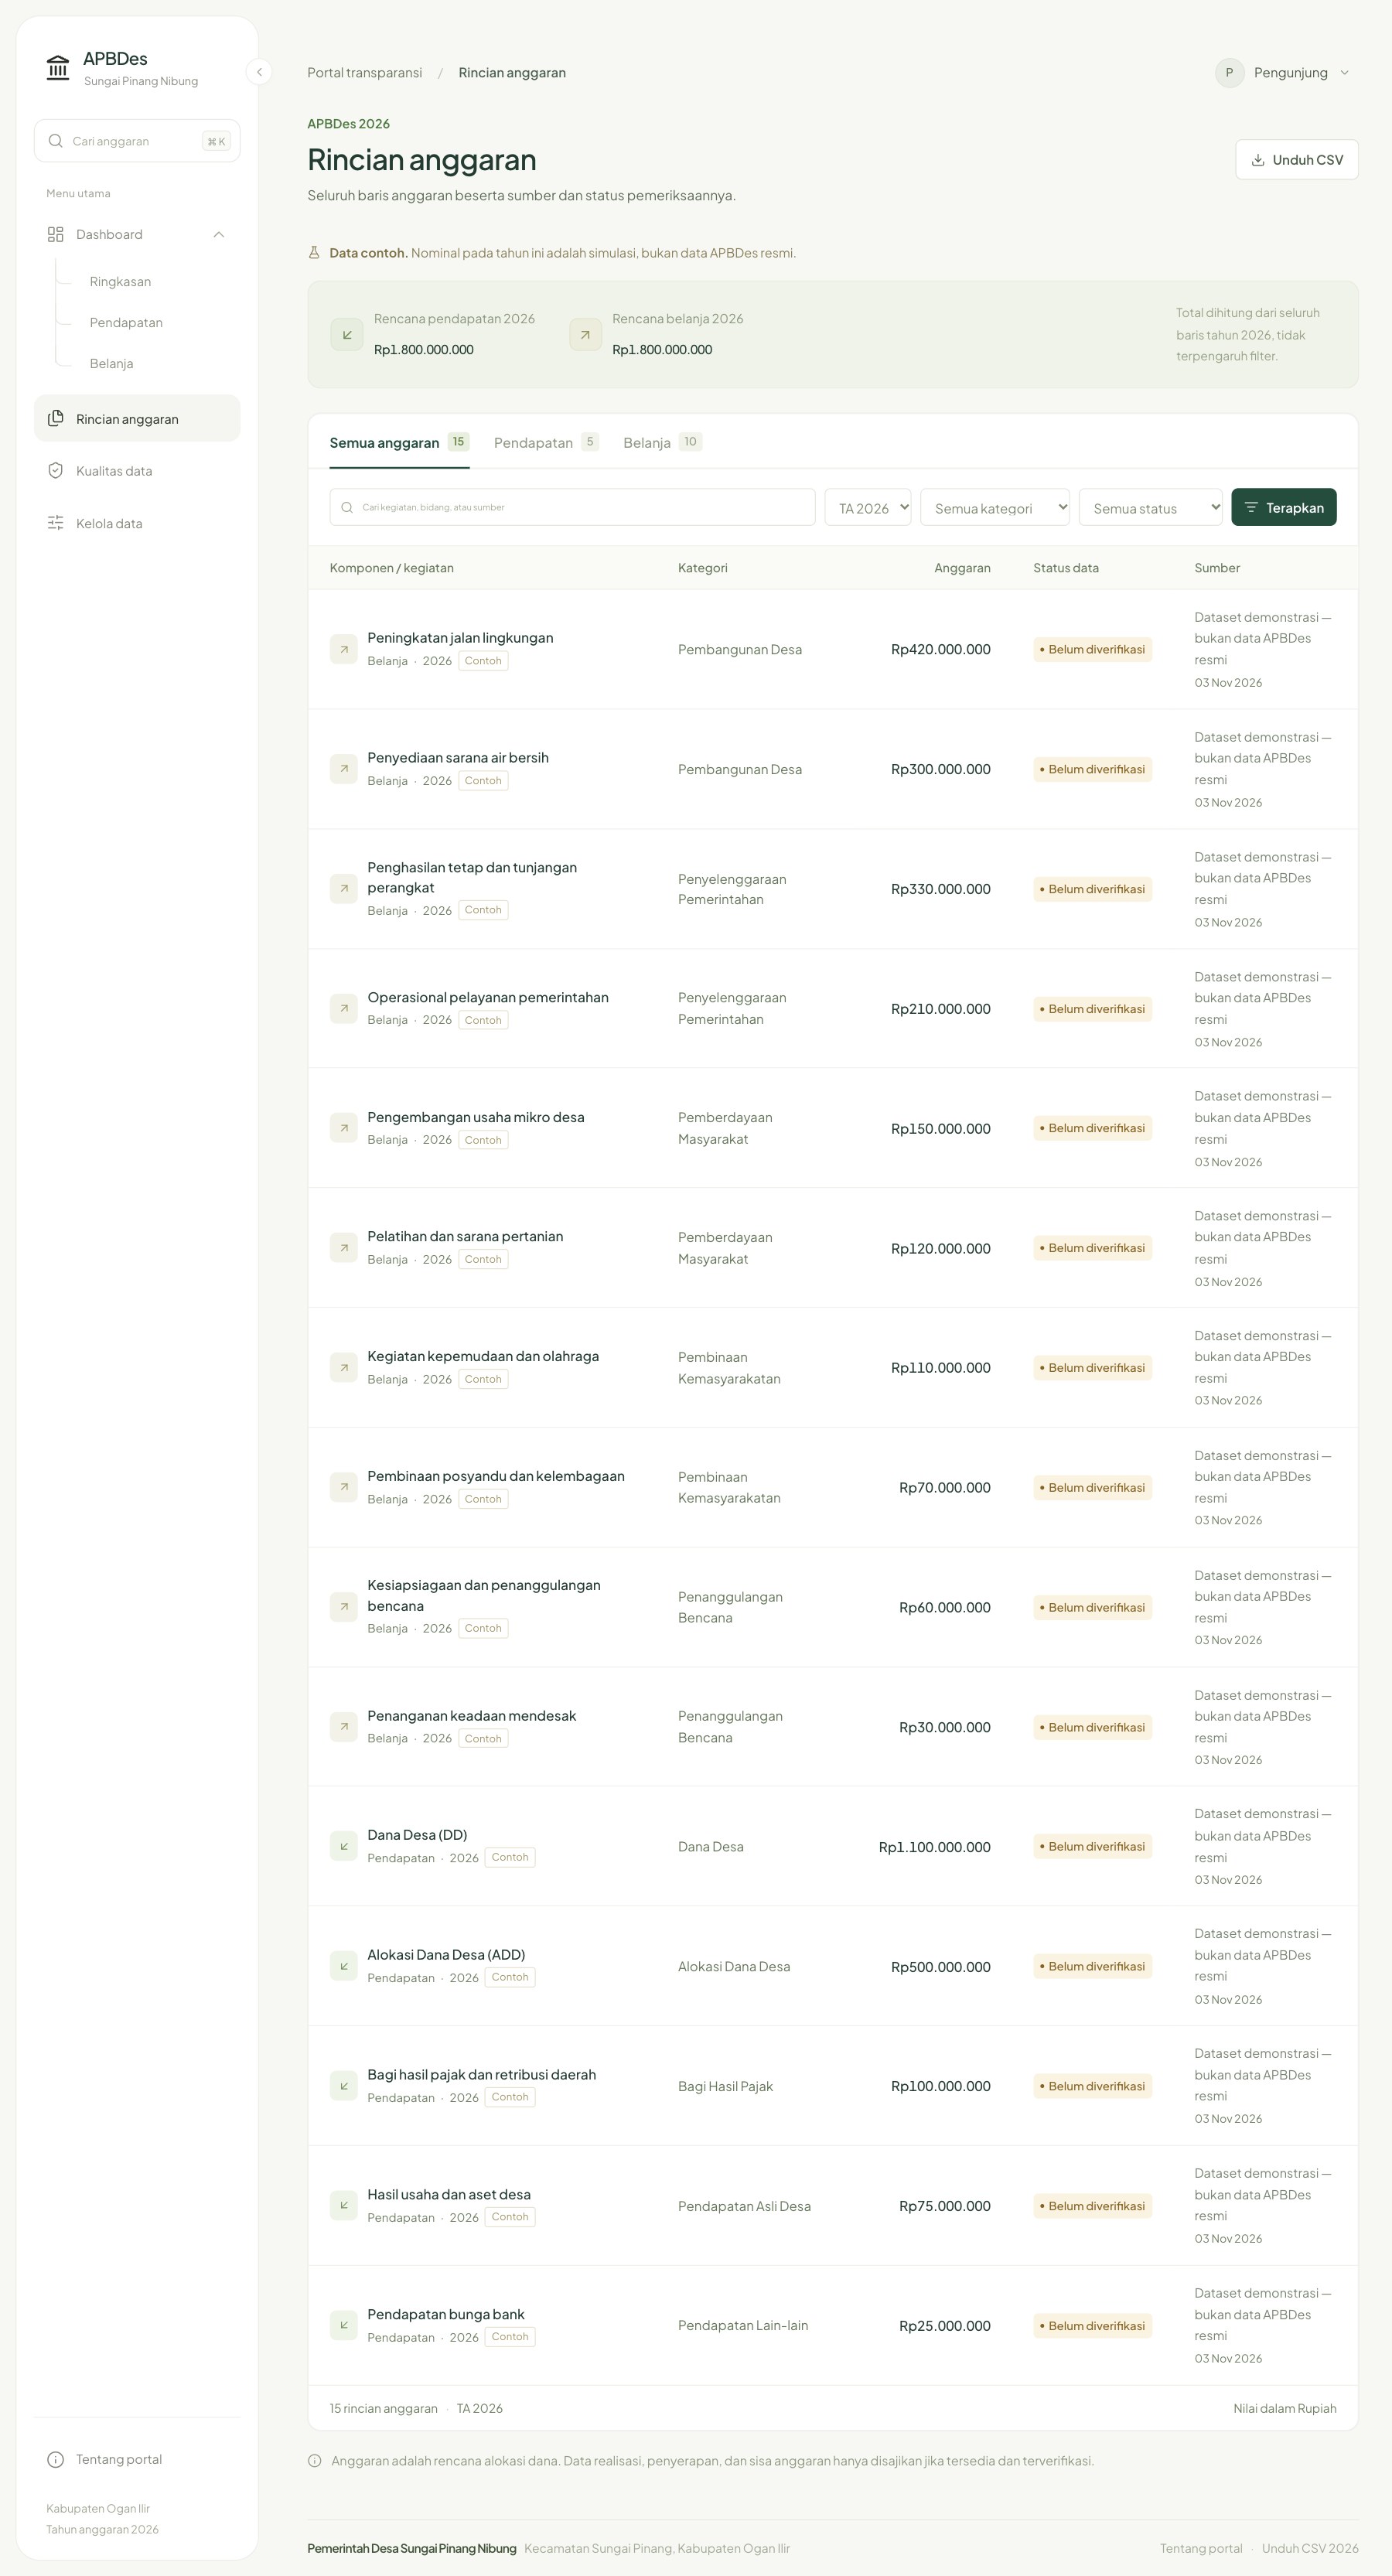 APBDes
Sungai Pinang Nibung
Cari anggaran
⌘ K
Menu utama
Dashboard
Ringkasan
Pendapatan
Belanja
Rincian anggaran
Kualitas data
Kelola data
Tentang portal
Kabupaten Ogan Ilir
Tahun anggaran 2026
Portal transparansi / Rincian anggaran
P Pengunjung
APBDes 2026
Rincian anggaran
Unduh CSV
Seluruh baris anggaran beserta sumber dan status pemeriksaannya.
Data contoh. Nominal pada tahun ini adalah simulasi, bukan data APBDes resmi.
Rencana pendapatan 2026
Rp1.800.000.000
Rencana belanja 2026
Rp1.800.000.000
Total dihitung dari seluruh
baris tahun 2026, tidak
terpengaruh filter.
Semua anggaran 15 Pendapatan 5 Belanja 10
Cari kegiatan, bidang, atau sumber TA 2026 Semua kategori Semua status Terapkan
Komponen / kegiatan Kategori Anggaran Status data Sumber
Peningkatan jalan lingkungan
Belanja · 2026 Contoh
Pembangunan Desa
Rp420.000.000
• Belum diverifikasi
Dataset demonstrasi —
bukan data APBDes
resmi
03 Nov 2026
Penyediaan sarana air bersih
Belanja · 2026 Contoh
Pembangunan Desa
Rp300.000.000
• Belum diverifikasi
Dataset demonstrasi —
bukan data APBDes
resmi
03 Nov 2026
Penghasilan tetap dan tunjangan
perangkat
Belanja · 2026 Contoh
Penyelenggaraan
Pemerintahan
Rp330.000.000
• Belum diverifikasi
Dataset demonstrasi —
bukan data APBDes
resmi
03 Nov 2026
Operasional pelayanan pemerintahan
Belanja · 2026 Contoh
Penyelenggaraan
Pemerintahan
Rp210.000.000
• Belum diverifikasi
Dataset demonstrasi —
bukan data APBDes
resmi
03 Nov 2026
Pengembangan usaha mikro desa
Belanja · 2026 Contoh
Pemberdayaan
Masyarakat
Rp150.000.000
• Belum diverifikasi
Dataset demonstrasi —
bukan data APBDes
resmi
03 Nov 2026
Pelatihan dan sarana pertanian
Belanja · 2026 Contoh
Pemberdayaan
Masyarakat
Rp120.000.000
• Belum diverifikasi
Dataset demonstrasi —
bukan data APBDes
resmi
03 Nov 2026
Kegiatan kepemudaan dan olahraga
Belanja · 2026 Contoh
Pembinaan
Kemasyarakatan
Rp110.000.000
• Belum diverifikasi
Dataset demonstrasi —
bukan data APBDes
resmi
03 Nov 2026
Pembinaan posyandu dan kelembagaan
Belanja · 2026 Contoh
Pembinaan
Kemasyarakatan
Rp70.000.000
• Belum diverifikasi
Dataset demonstrasi —
bukan data APBDes
resmi
03 Nov 2026
Kesiapsiagaan dan penanggulangan
bencana
Belanja · 2026 Contoh
Penanggulangan
Bencana
Rp60.000.000
• Belum diverifikasi
Dataset demonstrasi —
bukan data APBDes
resmi
03 Nov 2026
Penanganan keadaan mendesak
Belanja · 2026 Contoh
Penanggulangan
Bencana
Rp30.000.000
• Belum diverifikasi
Dataset demonstrasi —
bukan data APBDes
resmi
03 Nov 2026
Dana Desa (DD)
Pendapatan · 2026 Contoh
Dana Desa
Rp1.100.000.000
• Belum diverifikasi
Dataset demonstrasi —
bukan data APBDes
resmi
03 Nov 2026
Alokasi Dana Desa (ADD)
Pendapatan · 2026 Contoh
Alokasi Dana Desa
Rp500.000.000
• Belum diverifikasi
Dataset demonstrasi —
bukan data APBDes
resmi
03 Nov 2026
Bagi hasil pajak dan retribusi daerah
Pendapatan · 2026 Contoh
Bagi Hasil Pajak
Rp100.000.000
• Belum diverifikasi
Dataset demonstrasi —
bukan data APBDes
resmi
03 Nov 2026
Hasil usaha dan aset desa
Pendapatan · 2026 Contoh
Pendapatan Asli Desa
Rp75.000.000
• Belum diverifikasi
Dataset demonstrasi —
bukan data APBDes
resmi
03 Nov 2026
Pendapatan bunga bank
Pendapatan · 2026 Contoh
Pendapatan Lain-lain
Rp25.000.000
• Belum diverifikasi
Dataset demonstrasi —
bukan data APBDes
resmi
03 Nov 2026
15 rincian anggaran · TA 2026 Nilai dalam Rupiah
Anggaran adalah rencana alokasi dana. Data realisasi, penyerapan, dan sisa anggaran hanya disajikan jika tersedia dan terverifikasi.
Pemerintah Desa Sungai Pinang Nibung Kecamatan Sungai Pinang, Kabupaten Ogan Ilir Tentang portal · Unduh CSV 2026